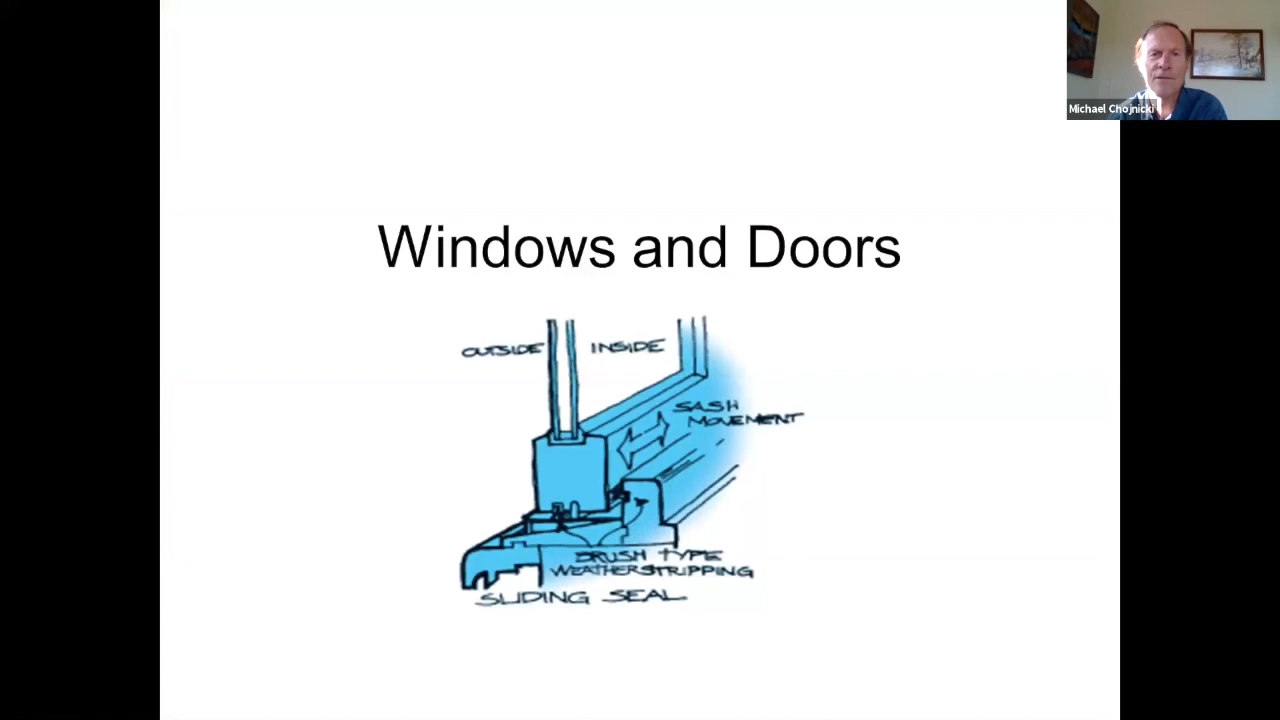 Michael Chojnicki
Windows and Doors
OUTSIDE
INSIDE
SASH
MOVEMENT
BRUSH TYPE
WEATHERSTRIPPING
SLIDING SEAL